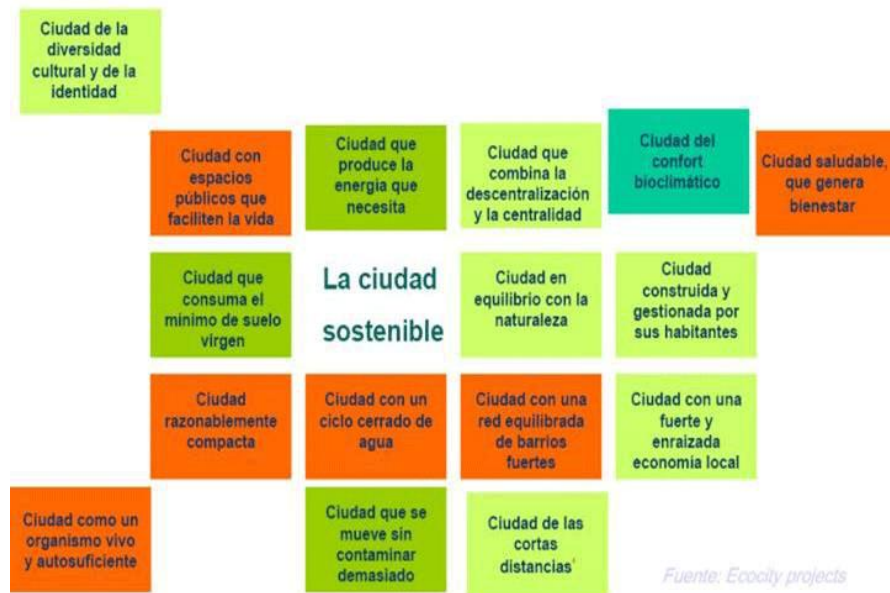 Ciudad de la
diversidad
cultural y de la
identidad
Ciudad con
espacios
públicos que
faciliten la vida
Ciudad que
produce la
energía que
necesita
Ciudad que
combina la
descentralización
y la centralidad
Ciudad del
confort
bioclimático
Ciudad saludable,
que genera
bienestar
Ciudad que
consuma el
mínimo de suelo
virgen
La ciudad
sostenible
Ciudad en
equilibrio con la
naturaleza
Ciudad
construida y
gestionada por
sus habitantes
Ciudad
razonablemente
compacta
Ciudad con un
ciclo cerrado de
agua
Ciudad con una
red equilibrada
de barrios
fuertes
Ciudad con una
fuerte y
enraizada
economía local
Ciudad como un
organismo vivo
y autosuficiente
Ciudad que se
mueve sin
contaminar
demasiado
Ciudad de las
cortas
distancias'
Fuente: Ecocity projects